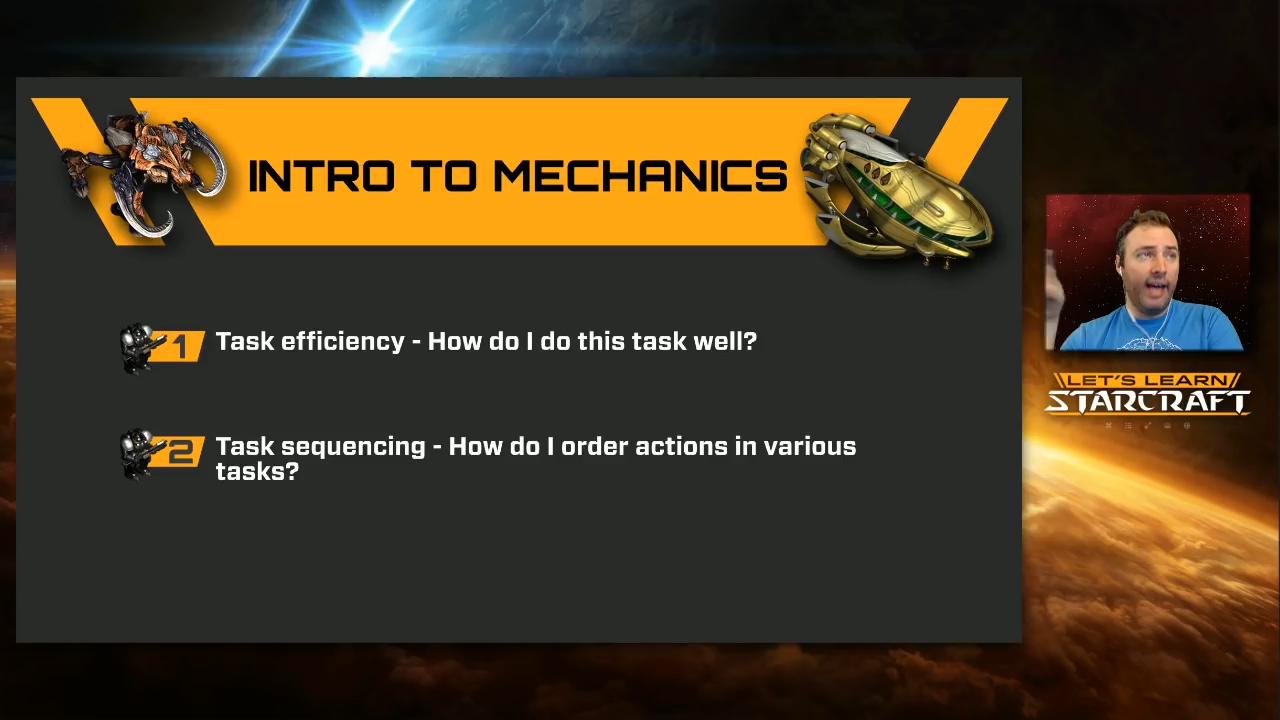 INTRO TO MECHANICS
1 Task efficiency - How do I do this task well?
2 Task sequencing - How do I order actions in various
tasks?
LET'S LEARN
STARCRAFT